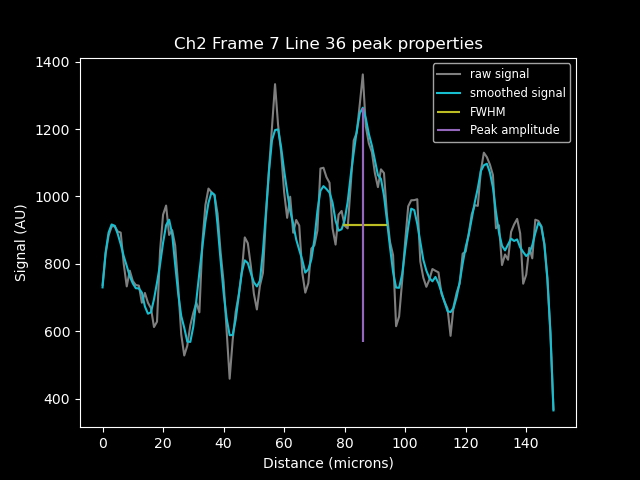 Ch2 Frame 7 Line 36 peak properties
raw signal
smoothed signal
FWHM
Peak amplitude
Signal (AU)
1400
1200
1000
800
600
400
0 20 40 60 80 100 120 140
Distance (microns)